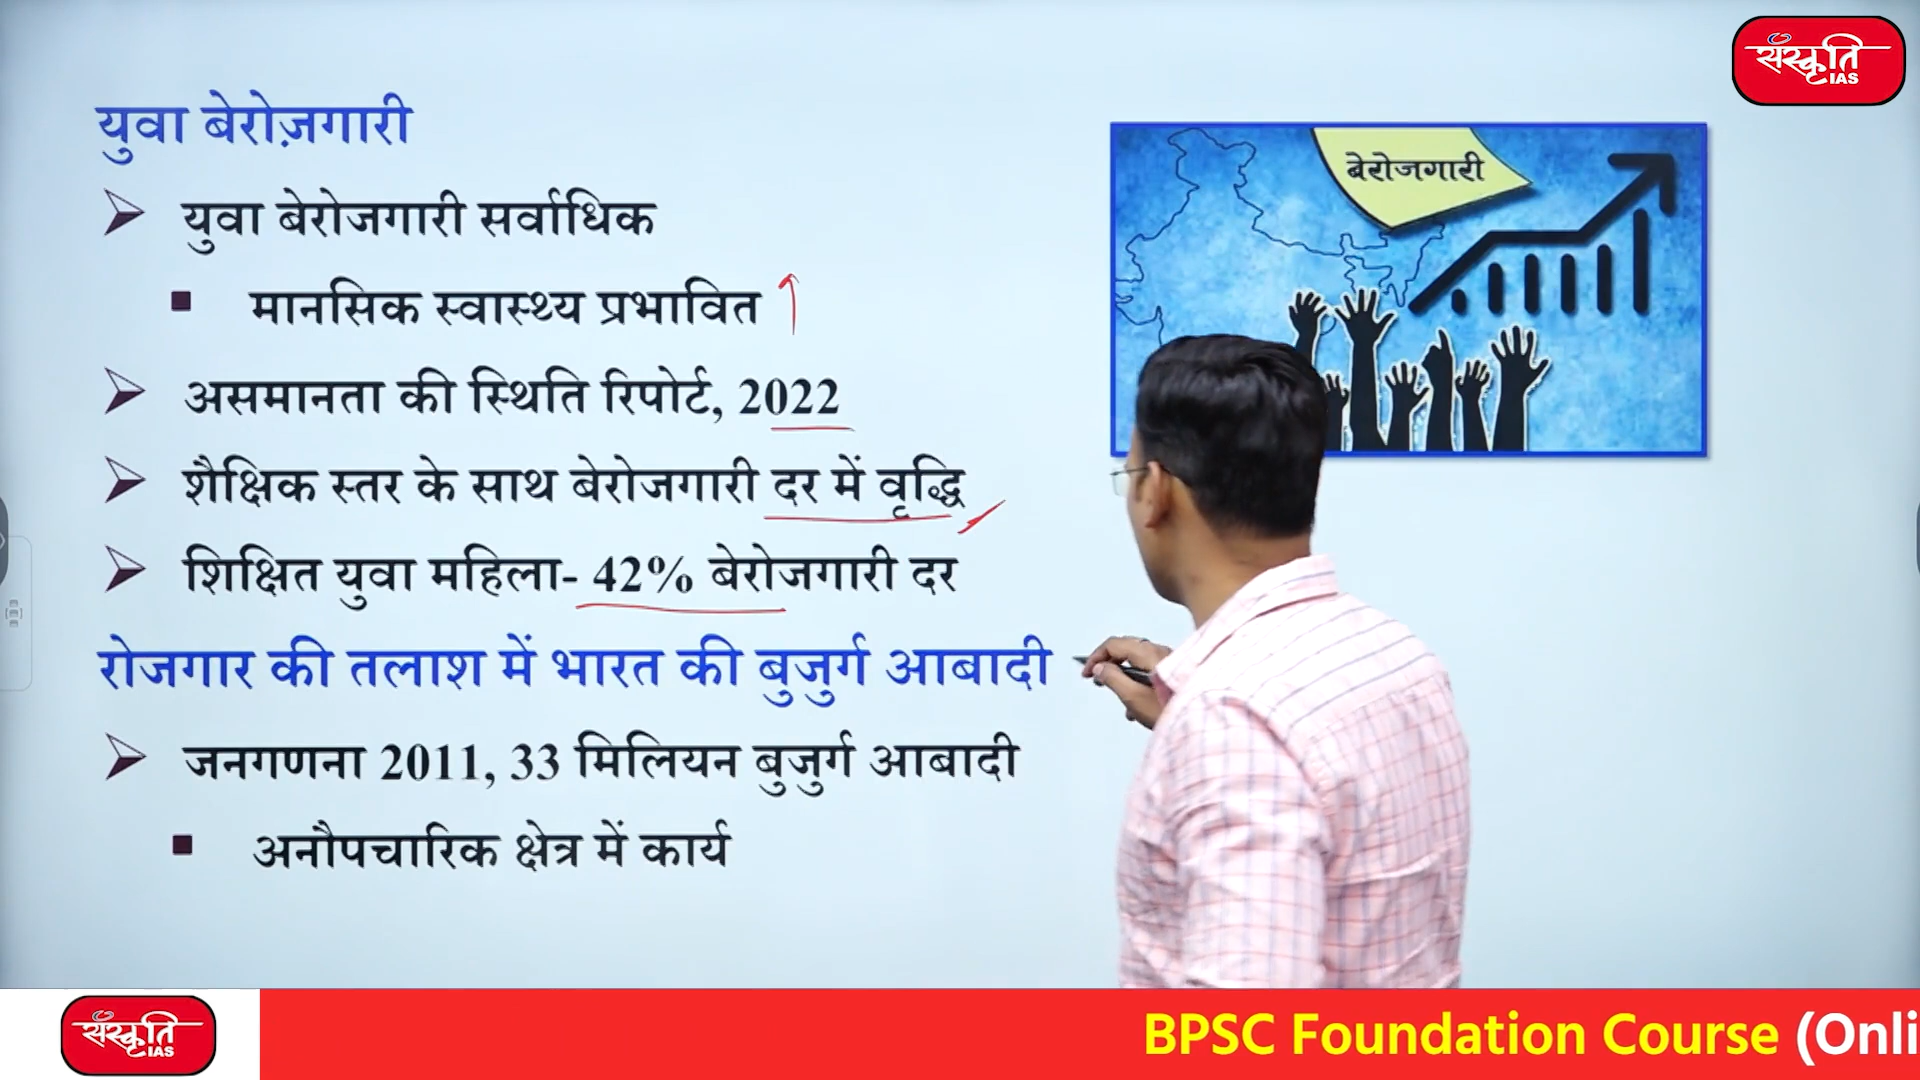 संस्कृति
IAS
युवा बेरोज़गारी
बेरोजगारी
युवा बेरोजगारी सर्वाधिक
मानसिक स्वास्थ्य प्रभावित
असमानता की स्थिति रिपोर्ट, 2022
शैक्षिक स्तर के साथ बेरोजगारी दर में वृद्धि
शिक्षित युवा महिला- 42% बेरोजगारी दर
रोजगार की तलाश में भारत की बुजुर्ग आबादी
जनगणना 2011, 33 मिलियन बुजुर्ग आबादी
अनौपचारिक क्षेत्र में कार्य
संस्कृति
IAS
BPSC Foundation Course (Onli